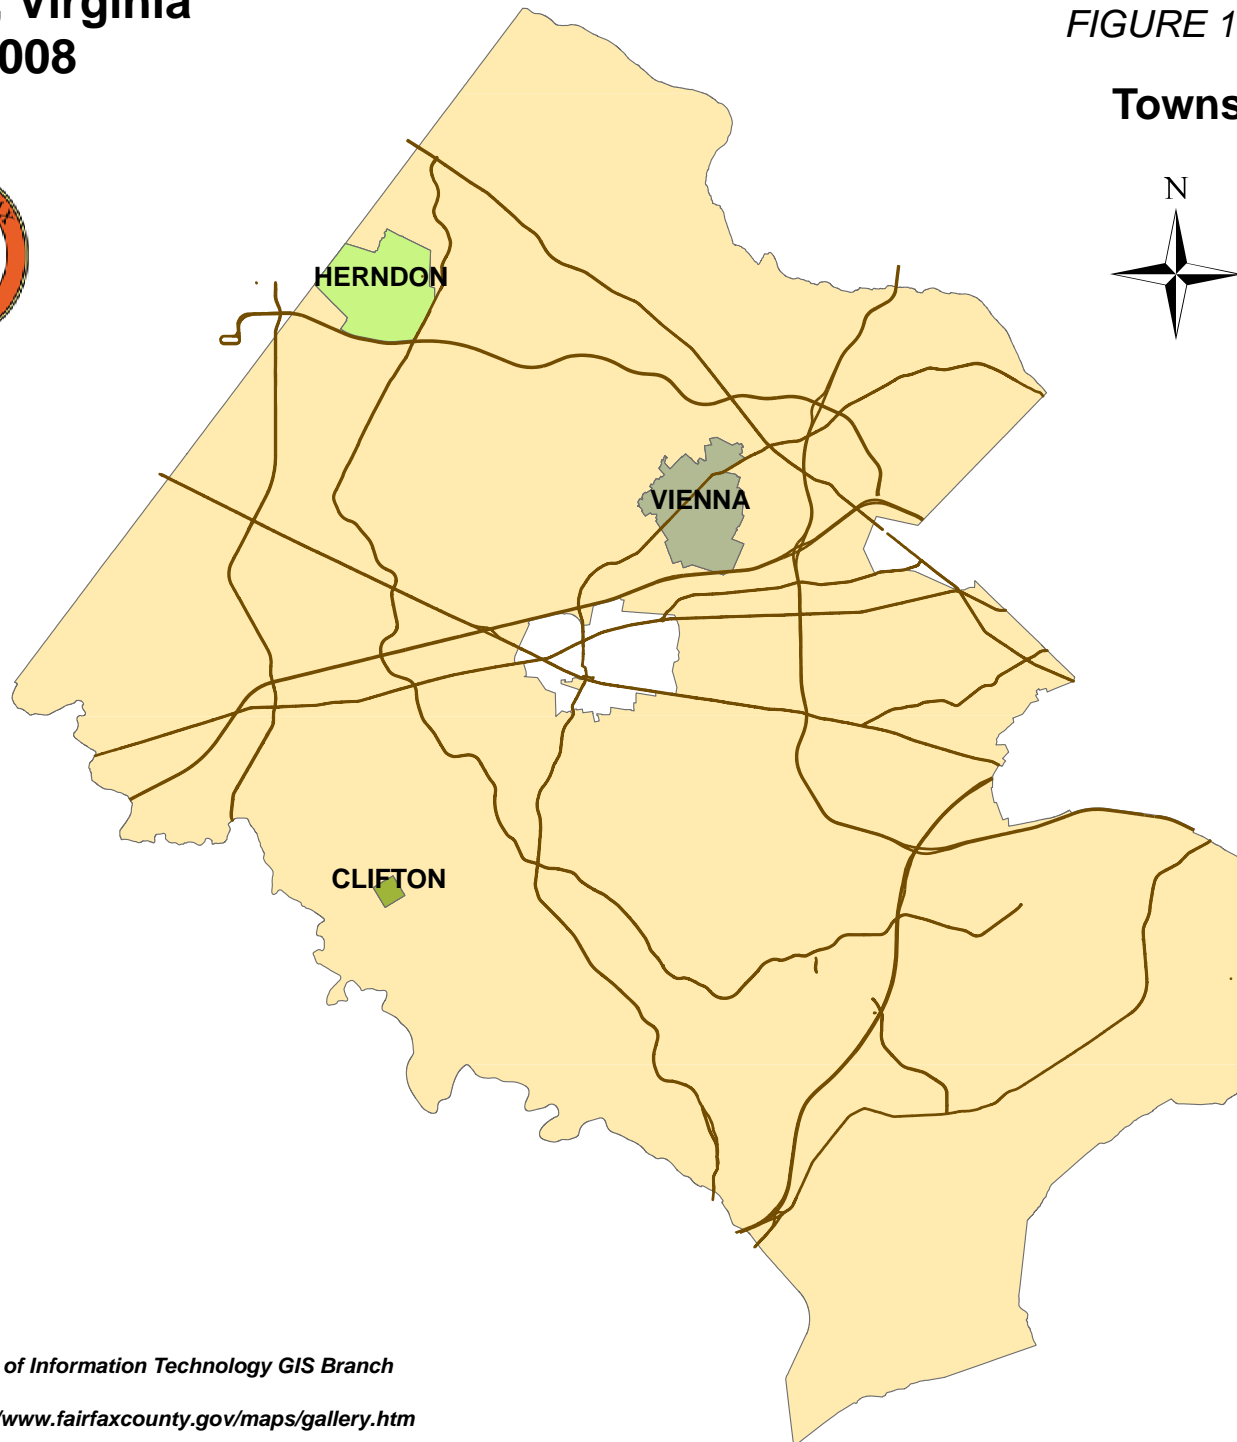 , Virginia
008
FIGURE 1
Towns
N
HERNDON
VIENNA
CLIFTON
of Information Technology GIS Branch
/www.fairfaxcounty.gov/maps/gallery.htm